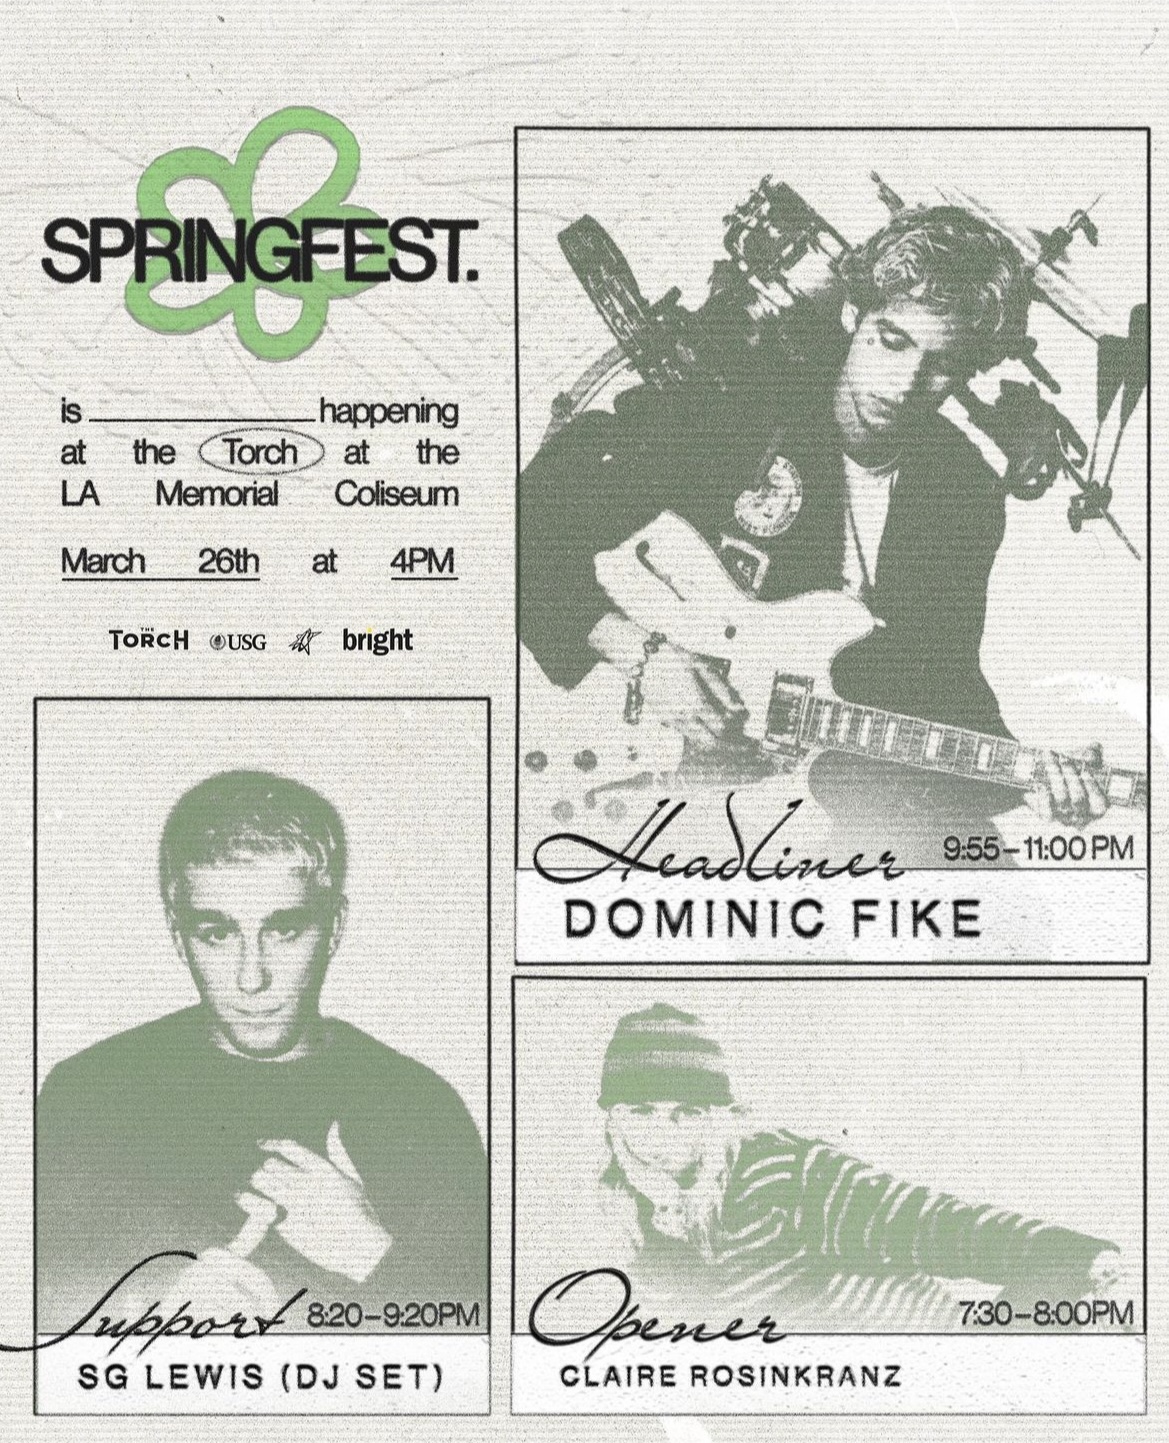 SPRINGFEST.
is ________ happening
at the Torch at the
LA Memorial Coliseum
March 26th at 4PM
THE TORCH USG bright
Headliner 9:55–11:00 PM
DOMINIC FIKE
Support 8:20–9:20PM
SG LEWIS (DJ SET)
Opener 7:30–8:00PM
CLAIRE ROSINKRANZ